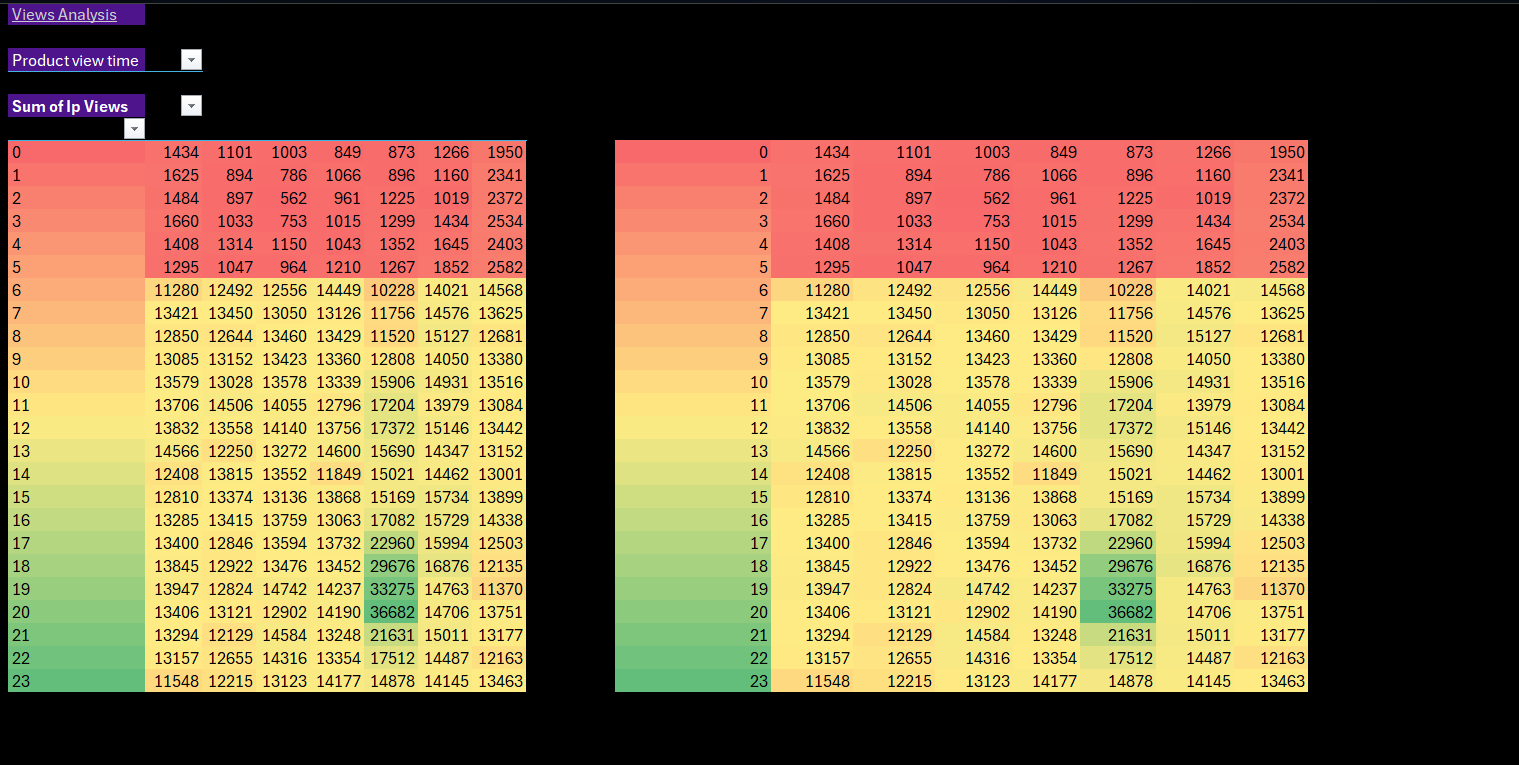 Views Analysis
Product view time
Sum of Ip Views
0 1434 1101 1003 849 873 1266 1950 0 1434 1101 1003 849 873 1266 1950
1 1625 894 786 1066 896 1160 2341 1 1625 894 786 1066 896 1160 2341
2 1484 897 562 961 1225 1019 2372 2 1484 897 562 961 1225 1019 2372
3 1660 1033 753 1015 1299 1434 2534 3 1660 1033 753 1015 1299 1434 2534
4 1408 1314 1150 1043 1352 1645 2403 4 1408 1314 1150 1043 1352 1645 2403
5 1295 1047 964 1210 1267 1852 2582 5 1295 1047 964 1210 1267 1852 2582
6 11280 12492 12556 14449 10228 14021 14568 6 11280 12492 12556 14449 10228 14021 14568
7 13421 13450 13050 13126 11756 14576 13625 7 13421 13450 13050 13126 11756 14576 13625
8 12850 12644 13460 13429 11520 15127 12681 8 12850 12644 13460 13429 11520 15127 12681
9 13085 13152 13423 13360 12808 14050 13380 9 13085 13152 13423 13360 12808 14050 13380
10 13579 13028 13578 13339 15906 14931 13516 10 13579 13028 13578 13339 15906 14931 13516
11 13706 14506 14055 12796 17204 13979 13084 11 13706 14506 14055 12796 17204 13979 13084
12 13832 13558 14140 13756 17372 15146 13442 12 13832 13558 14140 13756 17372 15146 13442
13 14566 12250 13272 14600 15690 14347 13152 13 14566 12250 13272 14600 15690 14347 13152
14 12408 13815 13552 11849 15021 14462 13001 14 12408 13815 13552 11849 15021 14462 13001
15 12810 13374 13136 13868 15169 15734 13899 15 12810 13374 13136 13868 15169 15734 13899
16 13285 13415 13759 13063 17082 15729 14338 16 13285 13415 13759 13063 17082 15729 14338
17 13400 12846 13594 13732 22960 15994 12503 17 13400 12846 13594 13732 22960 15994 12503
18 13845 12922 13476 13452 29676 16876 12135 18 13845 12922 13476 13452 29676 16876 12135
19 13947 12824 14742 14237 33275 14763 11370 19 13947 12824 14742 14237 33275 14763 11370
20 13406 13121 12902 14190 36682 14706 13751 20 13406 13121 12902 14190 36682 14706 13751
21 13294 12129 14584 13248 21631 15011 13177 21 13294 12129 14584 13248 21631 15011 13177
22 13157 12655 14316 13354 17512 14487 12163 22 13157 12655 14316 13354 17512 14487 12163
23 11548 12215 13123 14177 14878 14145 13463 23 11548 12215 13123 14177 14878 14145 13463